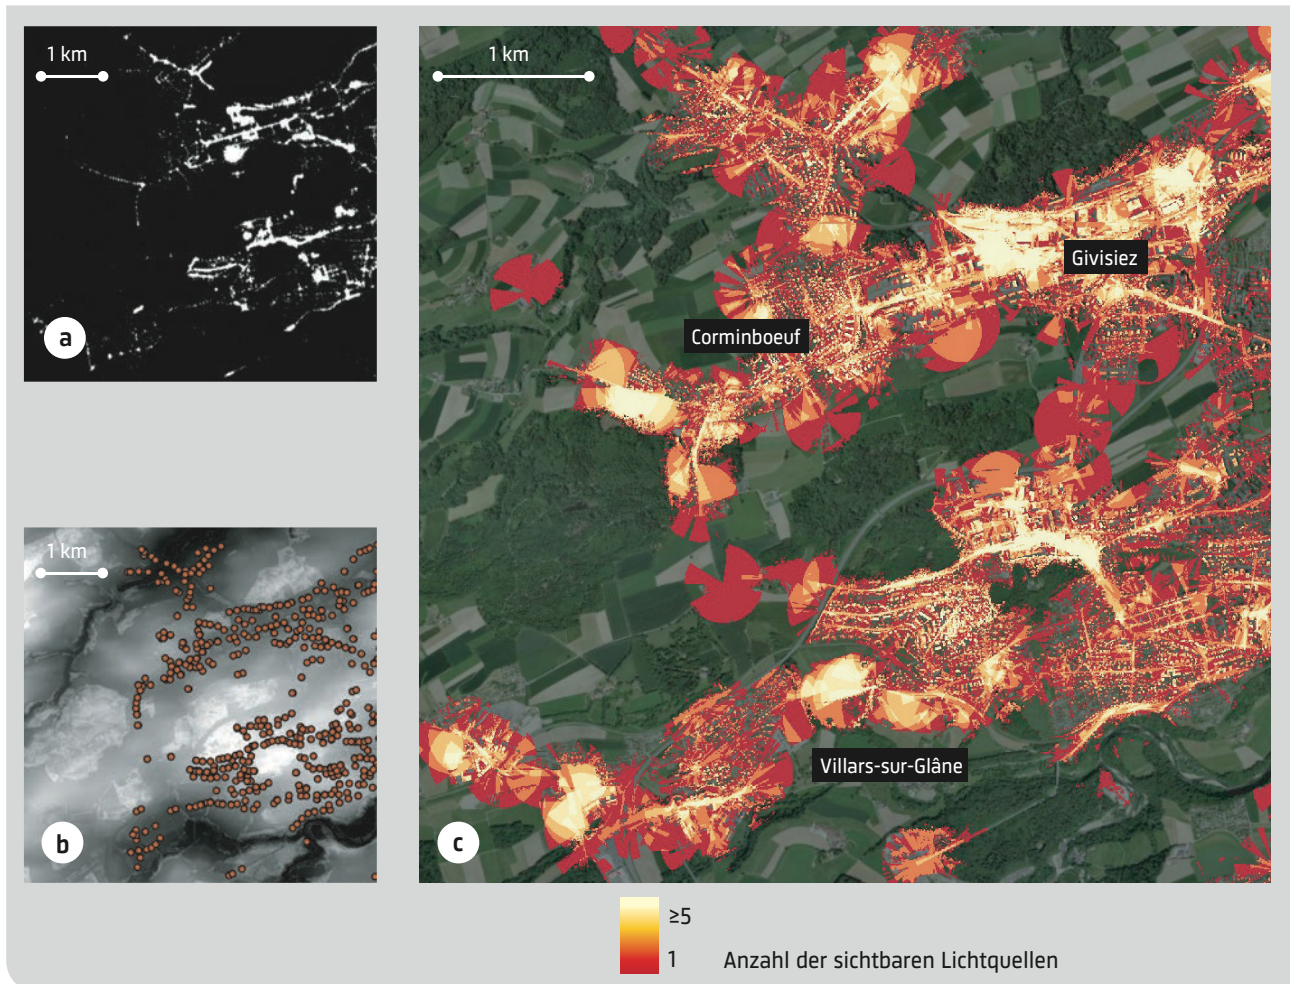 1 km
a
1 km
b
1 km
Givisiez
Corminboeuf
Villars-sur-Glâne
c
≥5
1 Anzahl der sichtbaren Lichtquellen